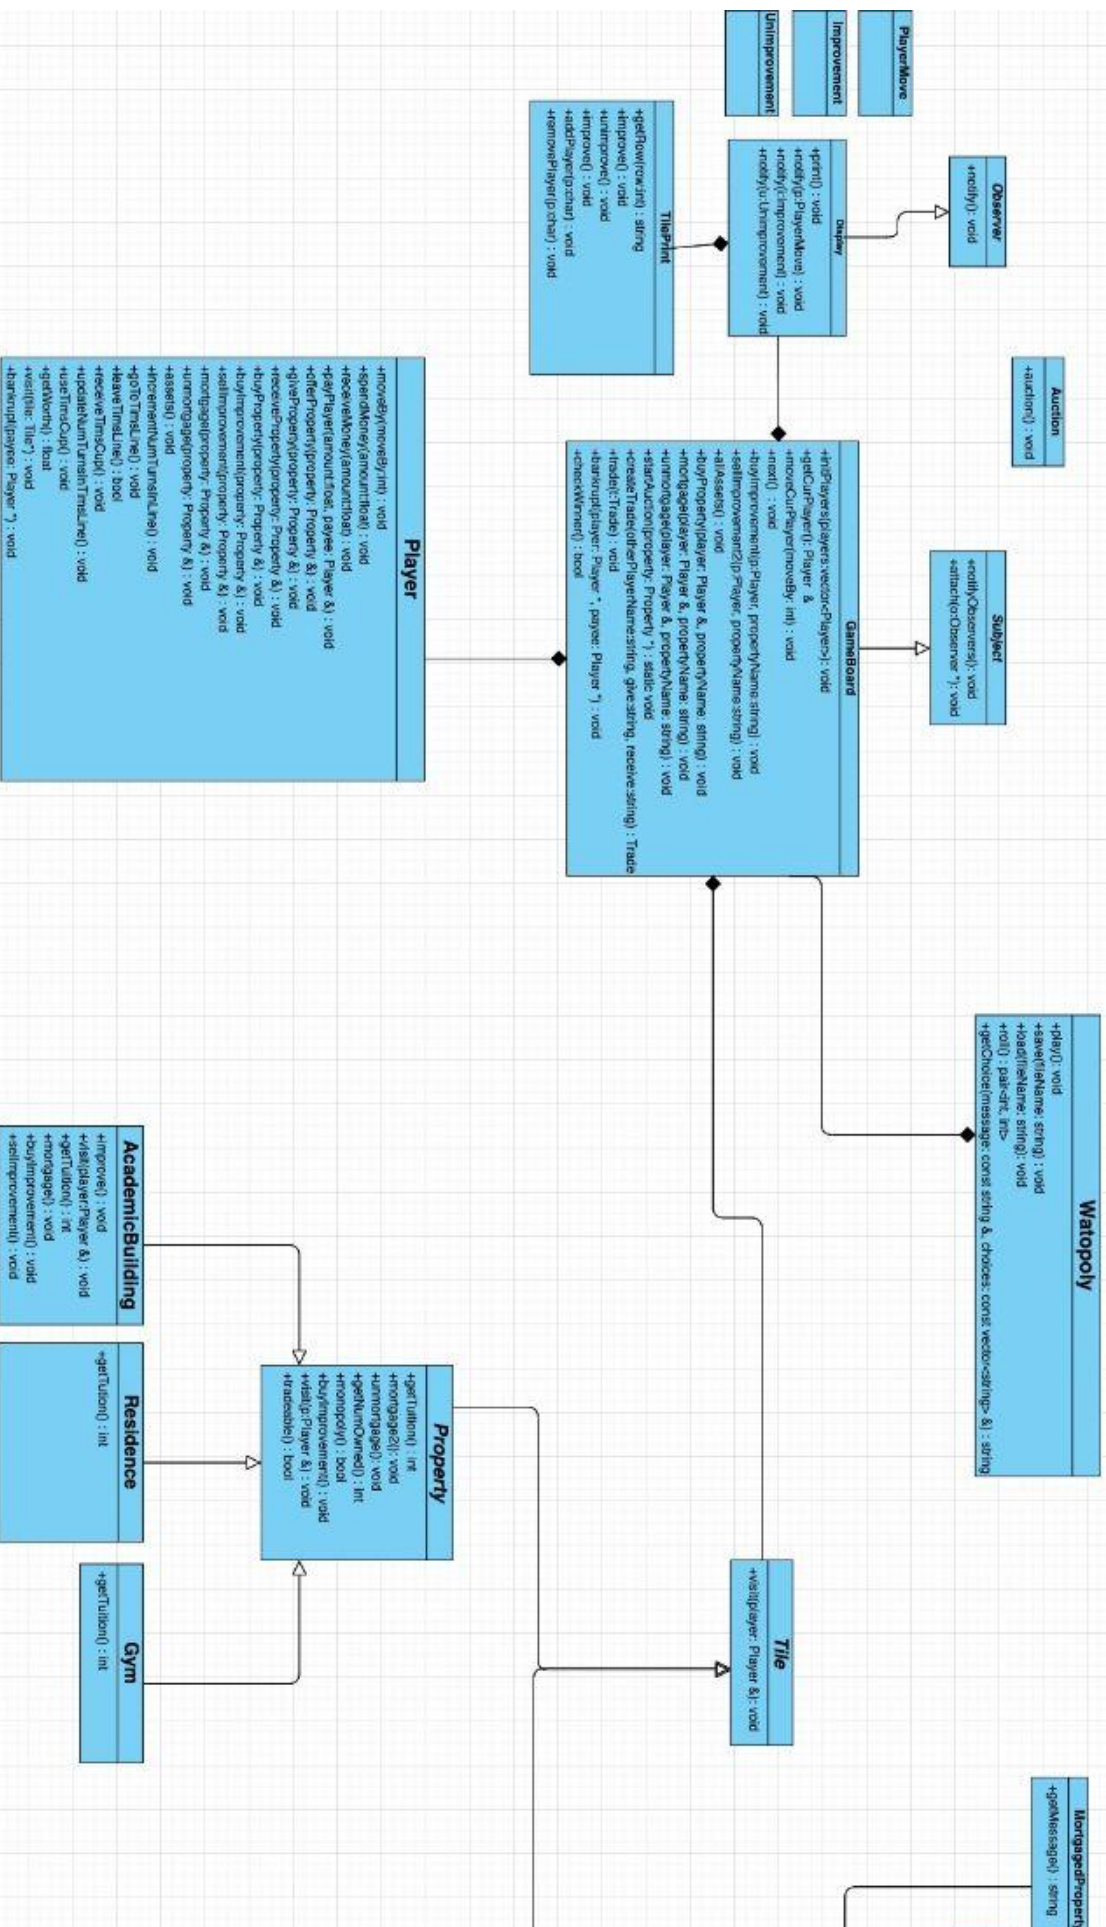 PlayerMove
Improvement
UnImprovement
Observer
+notify(): void
Display
+print() : void
+notify(p:PlayerMove) : void
+notify(i:improvement) : void
+notify(u:Unimprovement) : void
TilePrint
+getRow(row:int) : string
+improve() : void
+unimprove() : void
+improve() : void
+addPlayer(p:char) : void
+removePlayer(p:char) : void
Auction
+auction() : void
Subject
+notifyObservers(): void
+attach(o:Observer *): void
GameBoard
+initPlayers(players:vector<Player>): void
+getCurPlayer(): Player &
+moveCurPlayer(moveBy: int) : void
+next() : void
+buyImprovement(p:Player, propertyName:string) : void
+sellImprovement2(p:Player, propertyName:string) : void
+allAssets() : void
+buyProperty(player: Player &, propertyName: string) : void
+mortgage(player: Player &, propertyName: string) : void
+unmortgage(player: Player &, propertyName: string) : void
+startAuction(property: Property *) : static void
+createTrade(otherPlayerName:string, give:string, receive:string) : Trade
+trade(t:Trade) : void
+bankrupt(player: Player *, payee: Player *) : void
+checkWinner() : bool
Player
+moveBy(moveBy:int) : void
+spendMoney(amount:float) : void
+receiveMoney(amount:float) : void
+payPlayer(amount:float, payee: Player &) : void
+offerProperty(property: Property &) : void
+giveProperty(property: Property &) : void
+receiveProperty(property: Property &) : void
+buyProperty(property: Property &) : void
+buyImprovement(property: Property &) : void
+sellImprovement(property: Property &) : void
+mortgage(property: Property &) : void
+unmortgage(property: Property &) : void
+assets() : void
+incrementNumTurnsInLine() : void
+goToTimsLine() : void
+leaveTimsLine() : bool
+receiveTimsCup() : void
+updateNumTurnsInTimsLine() : void
+useTimsCup() : void
+getWorth() : float
+visit(tile: Tile*) : void
+bankrupt(payee: Player *) : void
Watopoly
+play(): void
+save(fileName: string) : void
+load(fileName: string): void
+roll() : pair<int, int>
+getChoice(message: const string &, choices: const vector<string> &) : string
Tile
+visit(player: Player &): void
Property
+getTuition() : int
+mortgage2(): void
+unmortgage(): void
+getNumOwned() : int
+monopoly() : bool
+buyImprovement() : void
+visit(p:Player &) : void
+tradeable() : bool
AcademicBuilding
+improve() : void
+visit(player:Player &) : void
+getTuition() : int
+mortgage() : void
+buyImprovement() : void
+sellImprovement() : void
Residence
+getTution() : int
Gym
+getTuition() : int
MortgagedProperty
+getMessage() : string